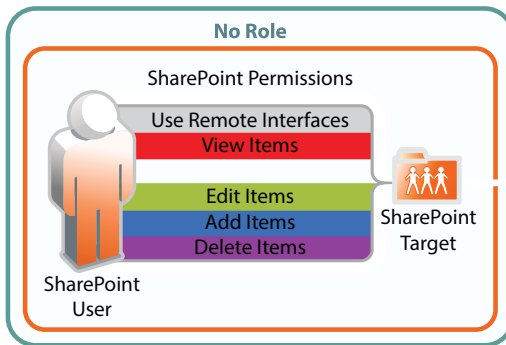 No Role
SharePoint Permissions
Use Remote Interfaces
View Items
Edit Items
Add Items
Delete Items
SharePoint
Target
SharePoint
User